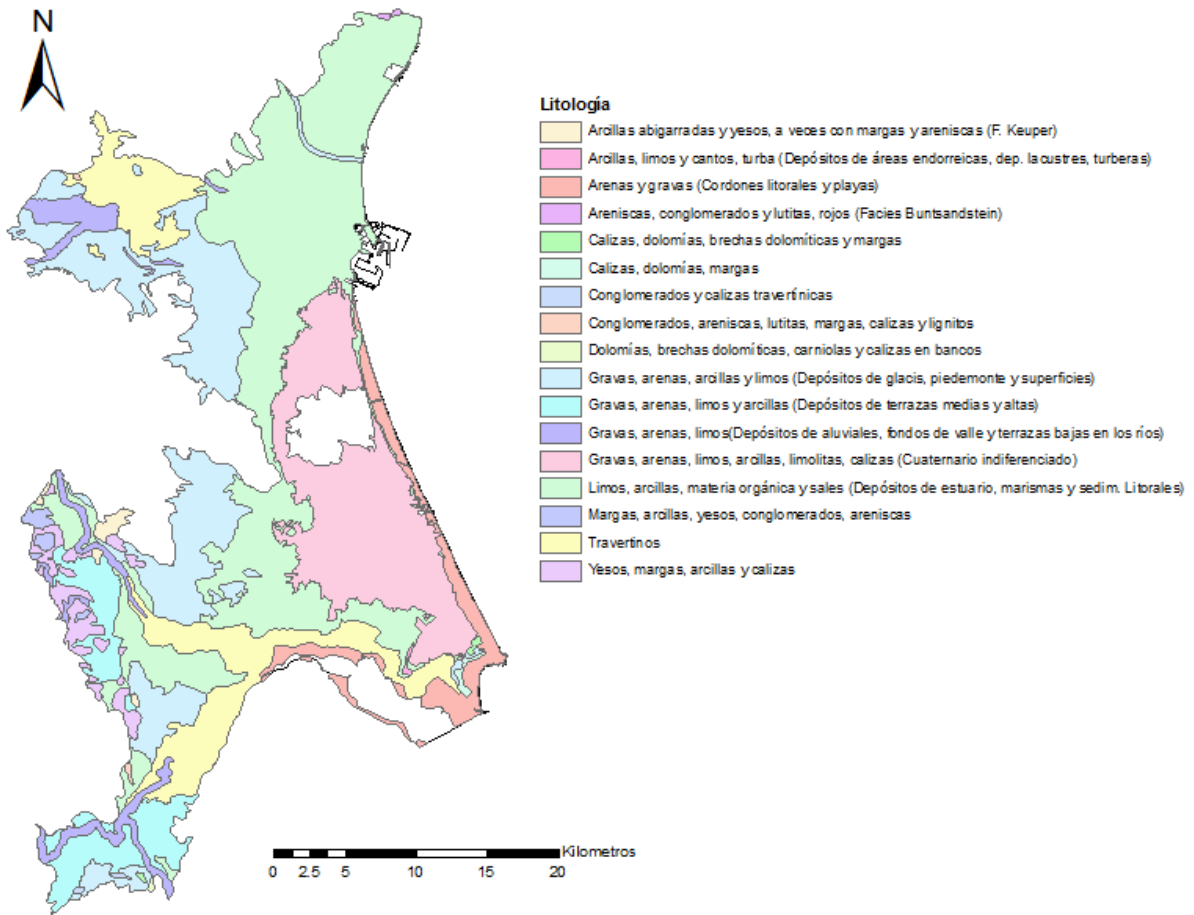 N
Litología
Arcillas abigarradas y yesos, a veces con margas y areniscas (F. Keuper)
Arcillas, limos y cantos, turba (Depósitos de áreas endorreicas, dep. lacustres, turberas)
Arenas y gravas (Cordones litorales y playas)
Areniscas, conglomerados y lutitas, rojos (Facies Buntsandstein)
Calizas, dolomías, brechas dolomíticas y margas
Calizas, dolomías, margas
Conglomerados y calizas travertínicas
Conglomerados, areniscas, lutitas, margas, calizas y lignitos
Dolomías, brechas dolomíticas, carniolas y calizas en bancos
Gravas, arenas, arcillas y limos (Depósitos de glacis, piedemonte y superficies)
Gravas, arenas, limos y arcillas (Depósitos de terrazas medias y altas)
Gravas, arenas, limos(Depósitos de aluviales, fondos de valle y terrazas bajas en los ríos)
Gravas, arenas, limos, arcillas, limolitas, calizas (Cuaternario indiferenciado)
Limos, arcillas, materia orgánica y sales (Depósitos de estuario, marismas y sedim. Litorales)
Margas, arcillas, yesos, conglomerados, areniscas
Travertinos
Yesos, margas, arcillas y calizas
Kilometros
0 2.5 5 10 15 20